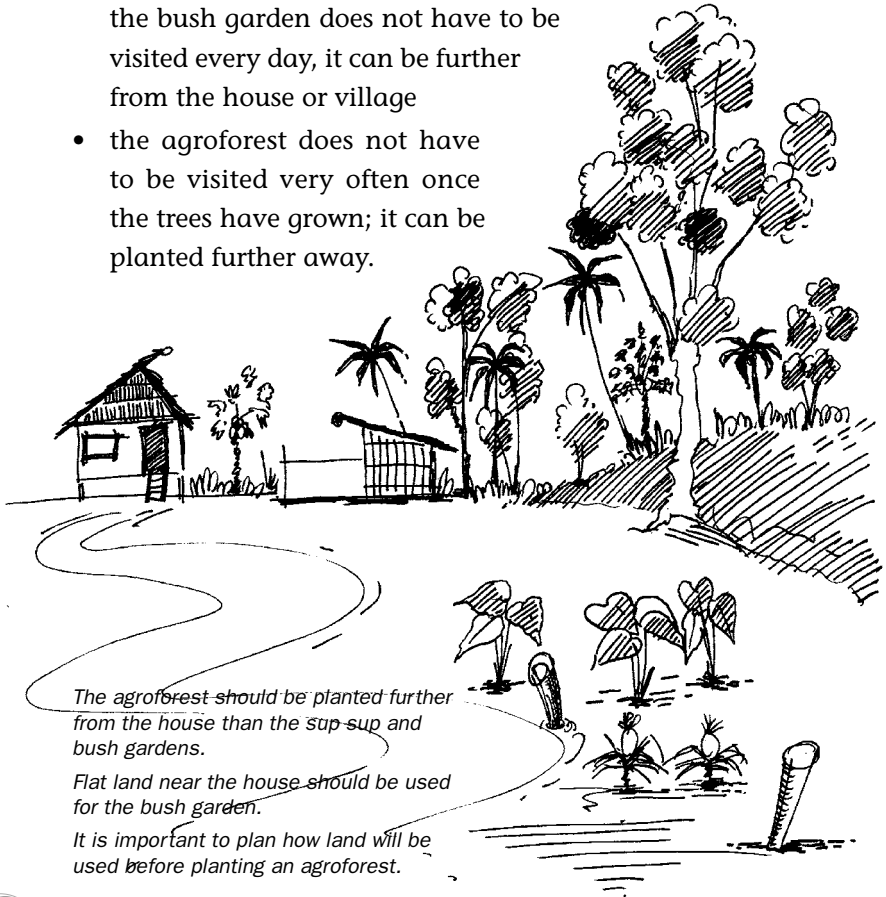 the bush garden does not have to be
visited every day, it can be further
from the house or village
• the agroforest does not have
to be visited very often once
the trees have grown; it can be
planted further away.
The agroforest should be planted further
from the house than the sup sup and
bush gardens.
Flat land near the house should be used
for the bush garden.
It is important to plan how land will be
used before planting an agroforest.